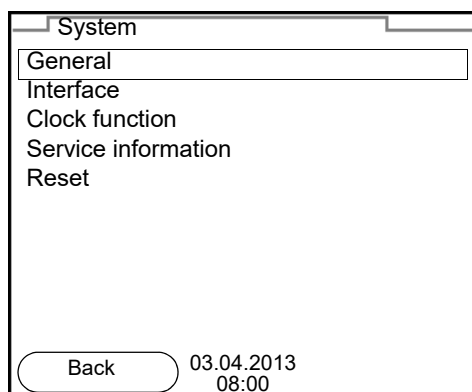 System
General
Interface
Clock function
Service information
Reset
Back
03.04.2013
08:00